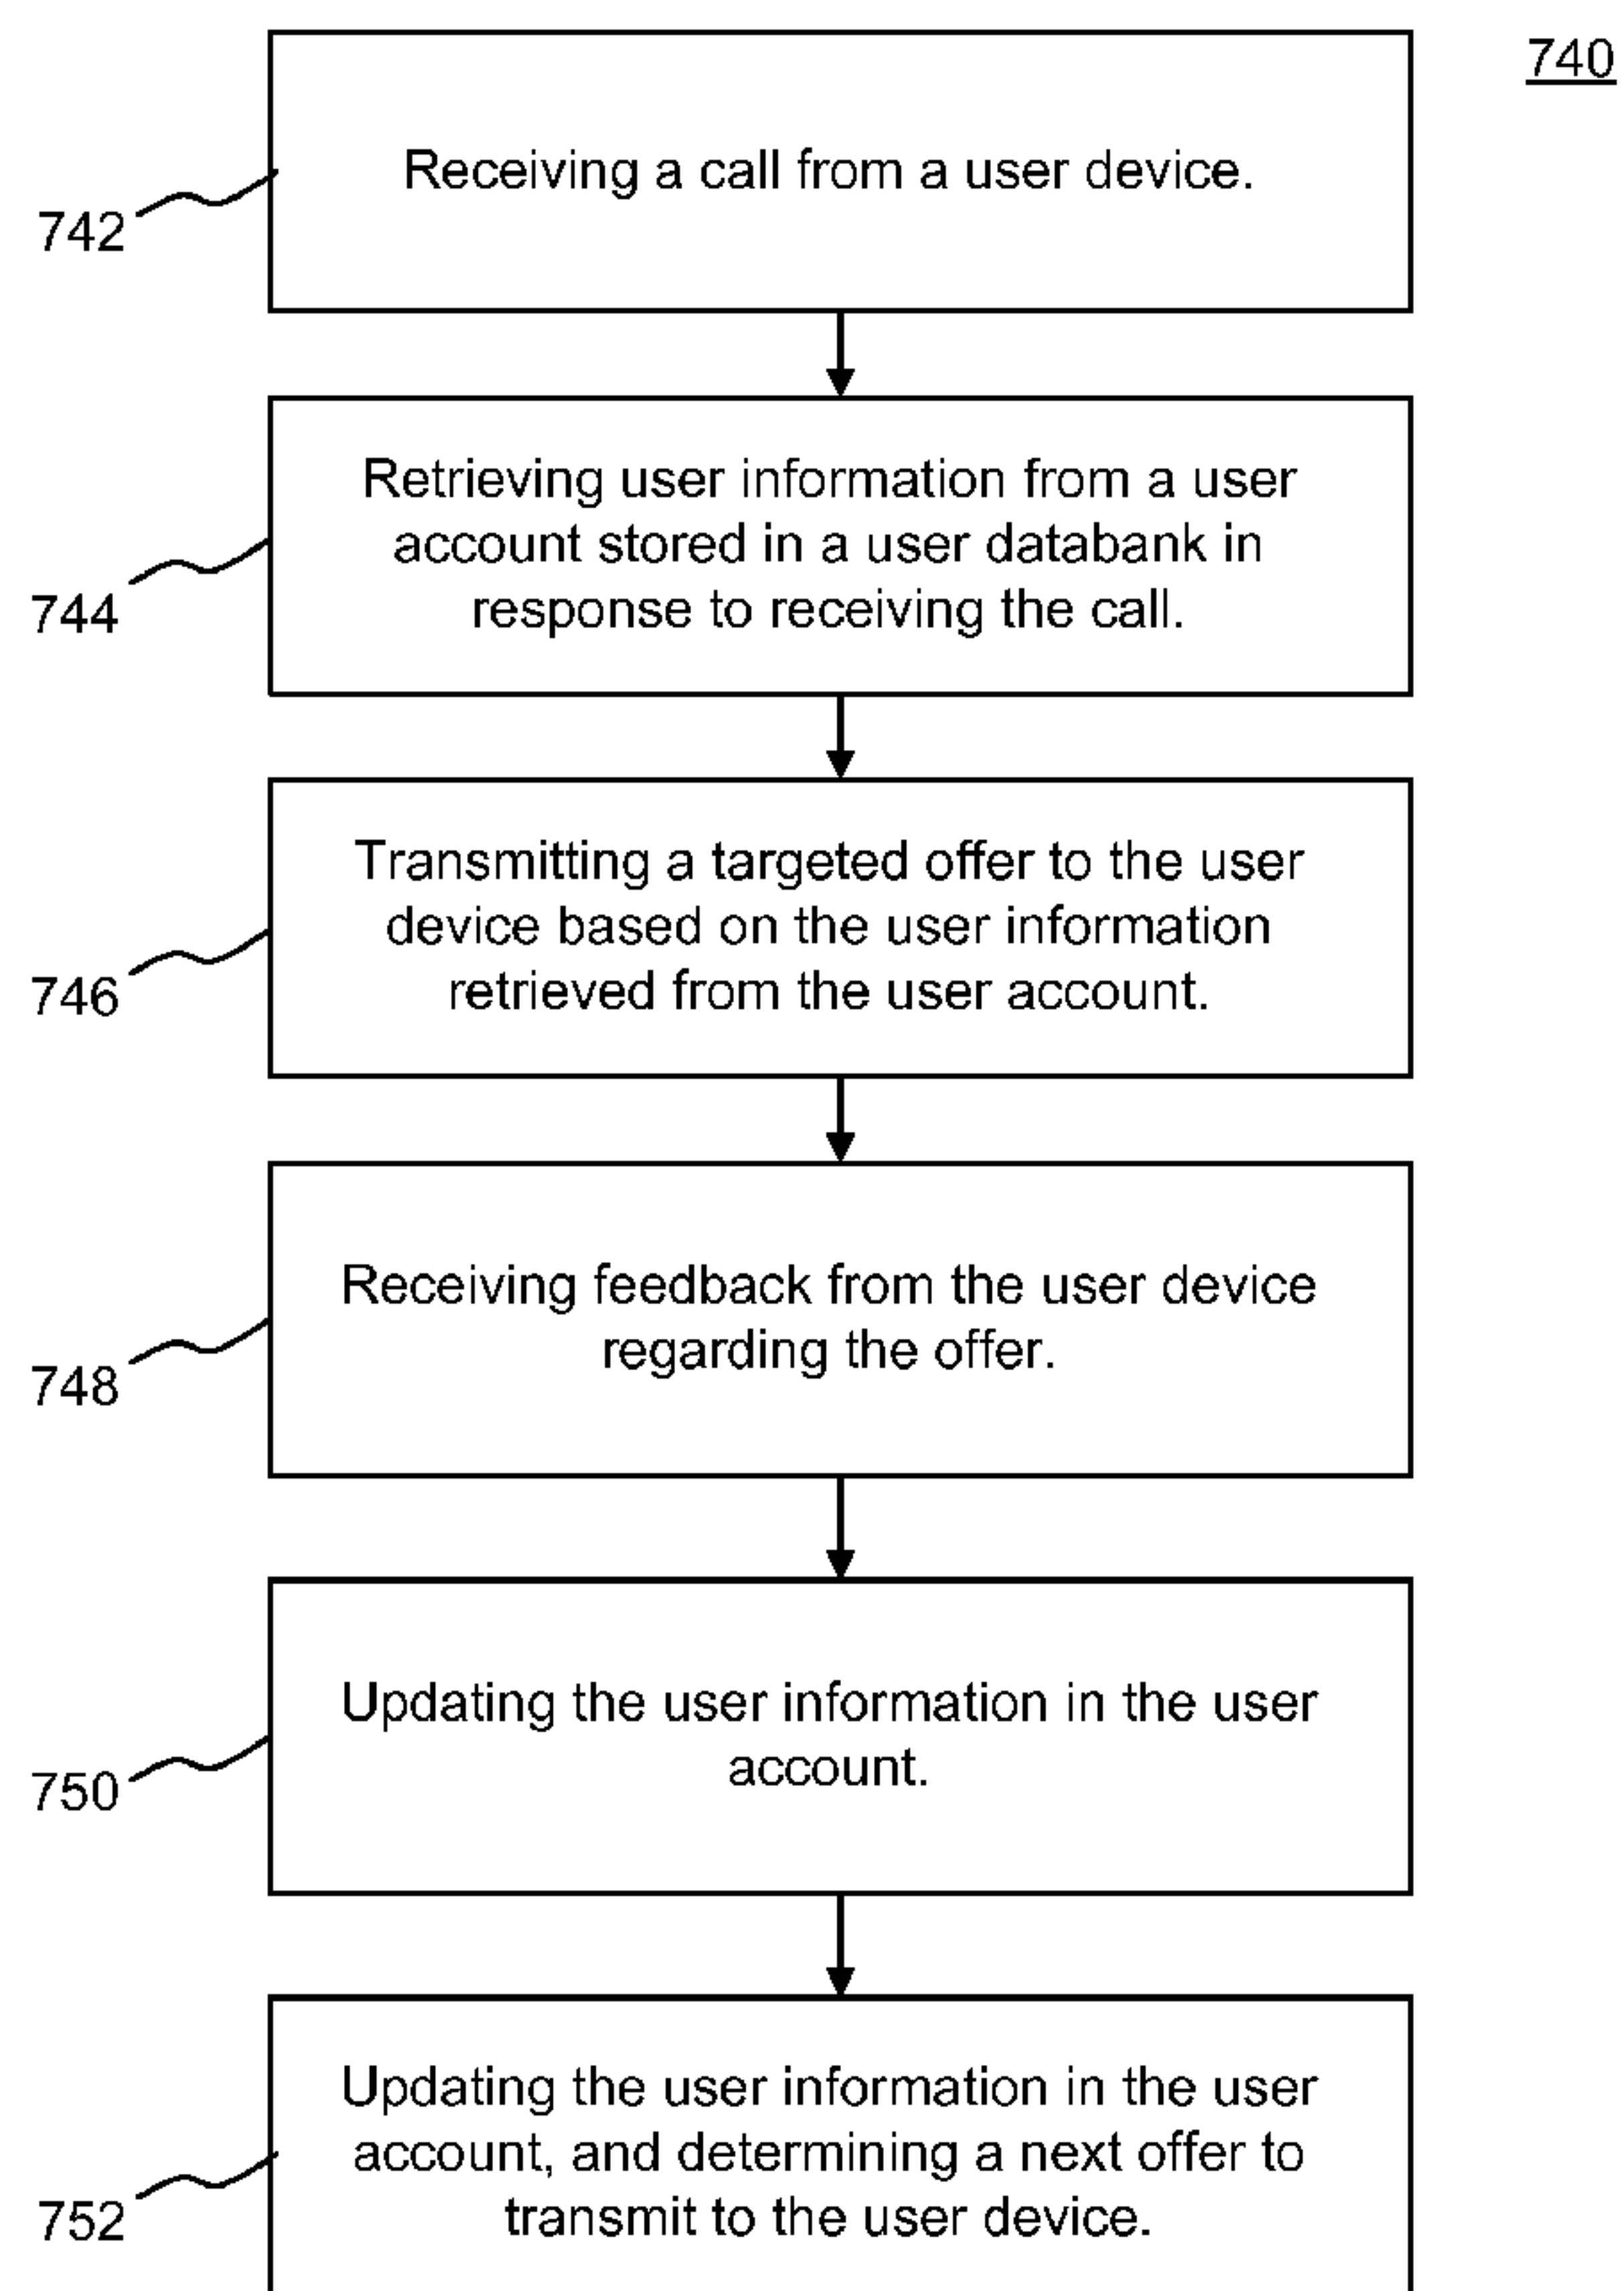 740
Receiving a call from a user device.
742
Retrieving user information from a user
account stored in a user databank in
response to receiving the call.
744
Transmitting a targeted offer to the user
device based on the user information
retrieved from the user account.
746
Receiving feedback from the user device
regarding the offer.
748
Updating the user information in the user
account.
750
Updating the user information in the user
account, and determining a next offer to
transmit to the user device.
752